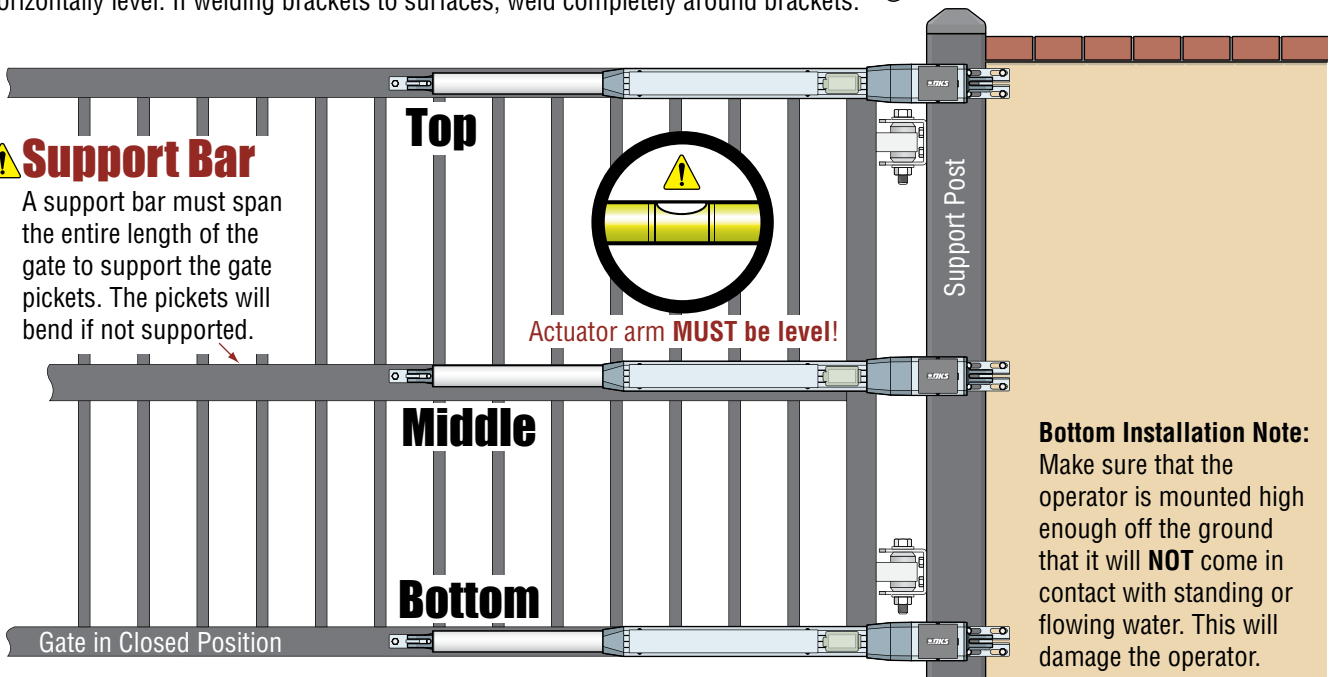 orizontally level. If welding brackets to surfaces, weld completely around brackets.
Top
Support Bar
A support bar must span
the entire length of the
gate to support the gate
pickets. The pickets will
bend if not supported.
Support Post
Actuator arm MUST be level!
Middle
Bottom Installation Note:
Make sure that the
operator is mounted high
enough off the ground
that it will NOT come in
contact with standing or
flowing water. This will
damage the operator.
Bottom
Gate in Closed Position
DKS
DKS
DKS